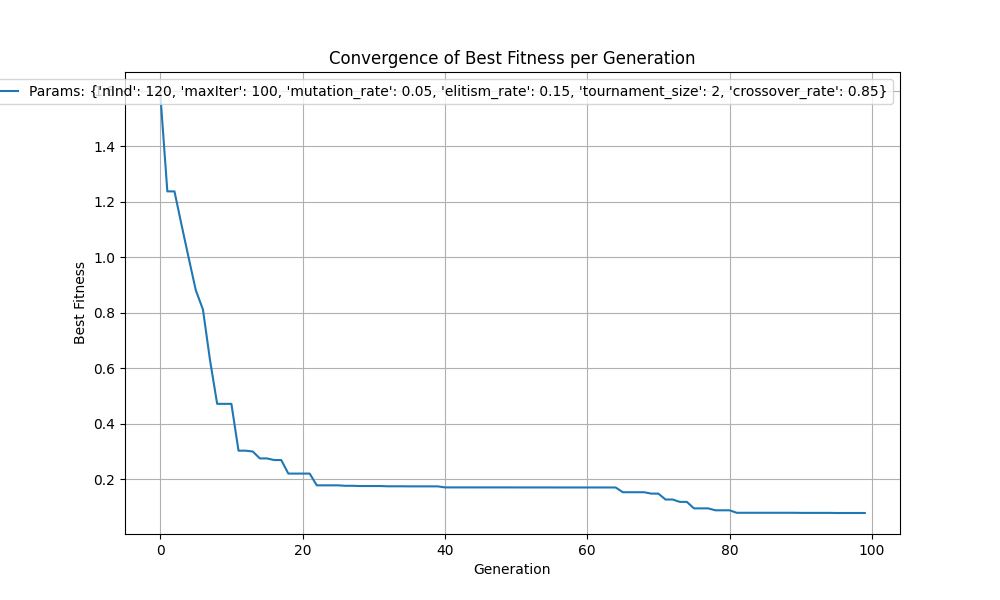 Convergence of Best Fitness per Generation
Params: {'nInd': 120, 'maxIter': 100, 'mutation_rate': 0.05, 'elitism_rate': 0.15, 'tournament_size': 2, 'crossover_rate': 0.85}
1.4
1.2
1.0
0.8
0.6
0.4
0.2
Best Fitness
0 20 40 60 80 100
Generation